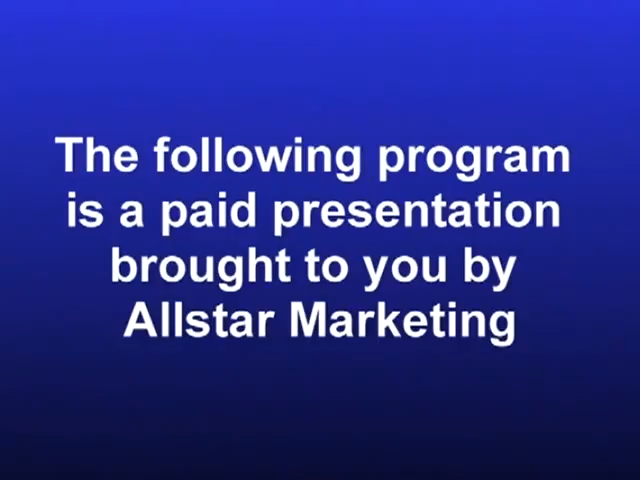 The following program
is a paid presentation
brought to you by
Allstar Marketing